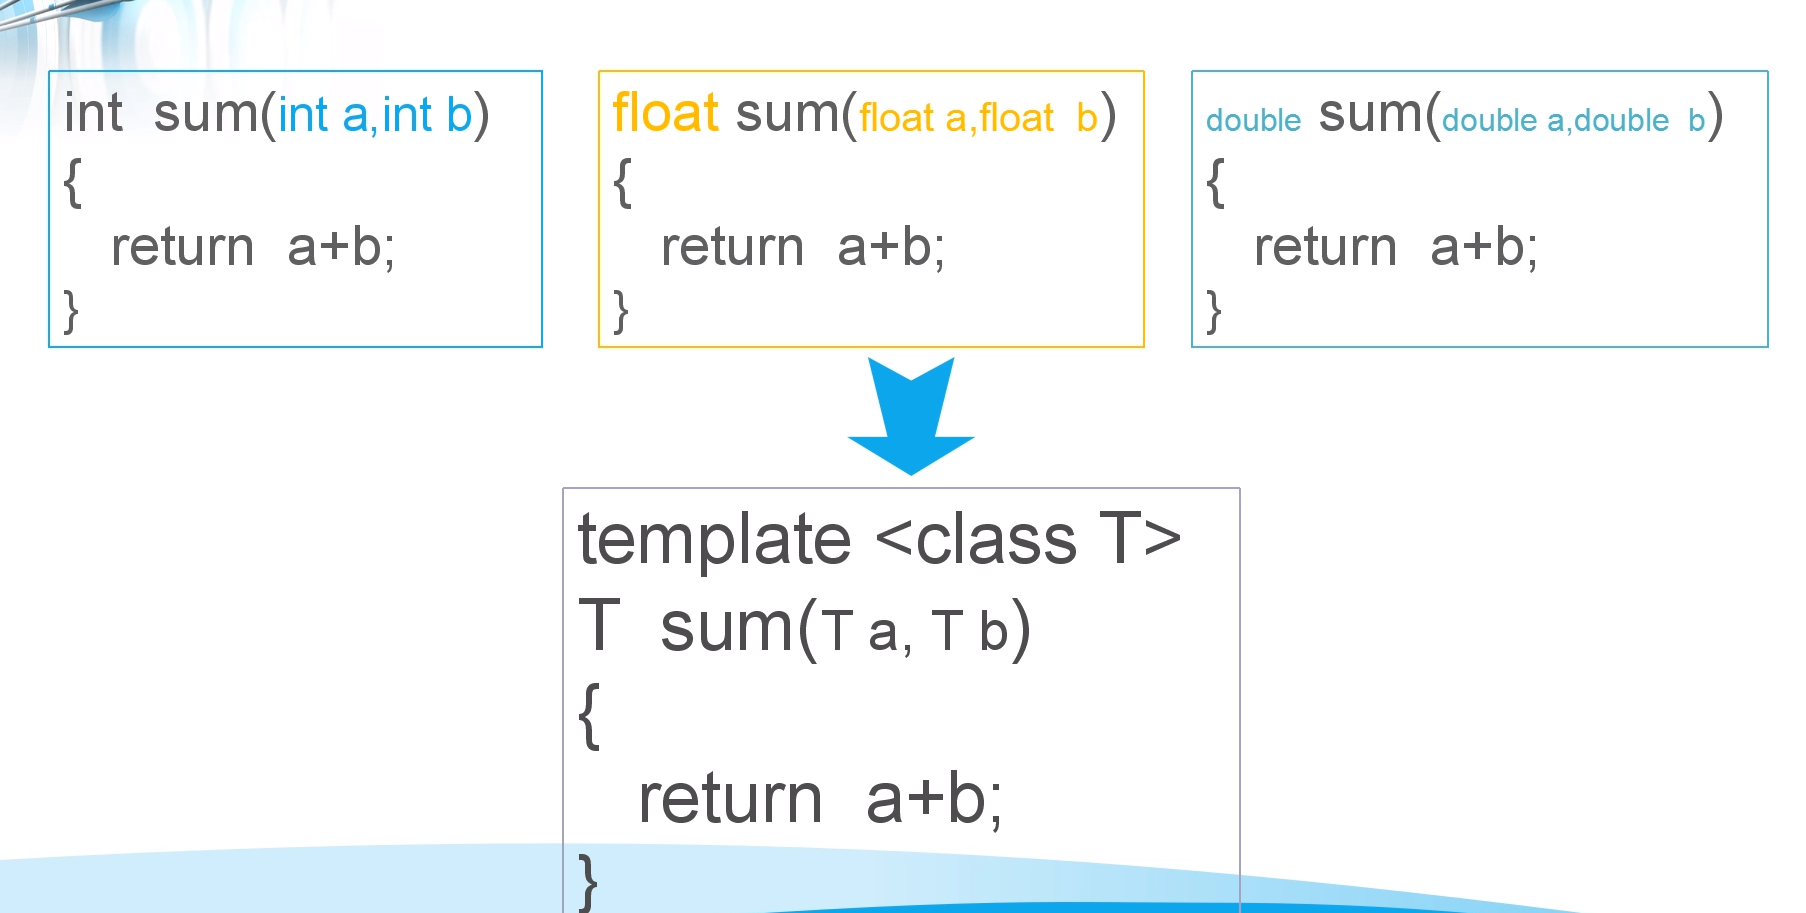 int  sum(int a,int b)
{
return  a+b;
}
float sum(float a,float  b)
{
return  a+b;
}
double sum(double a,double  b)
{
return  a+b;
}
template <class T>
T  sum(T a, T b)
{
return  a+b;
}